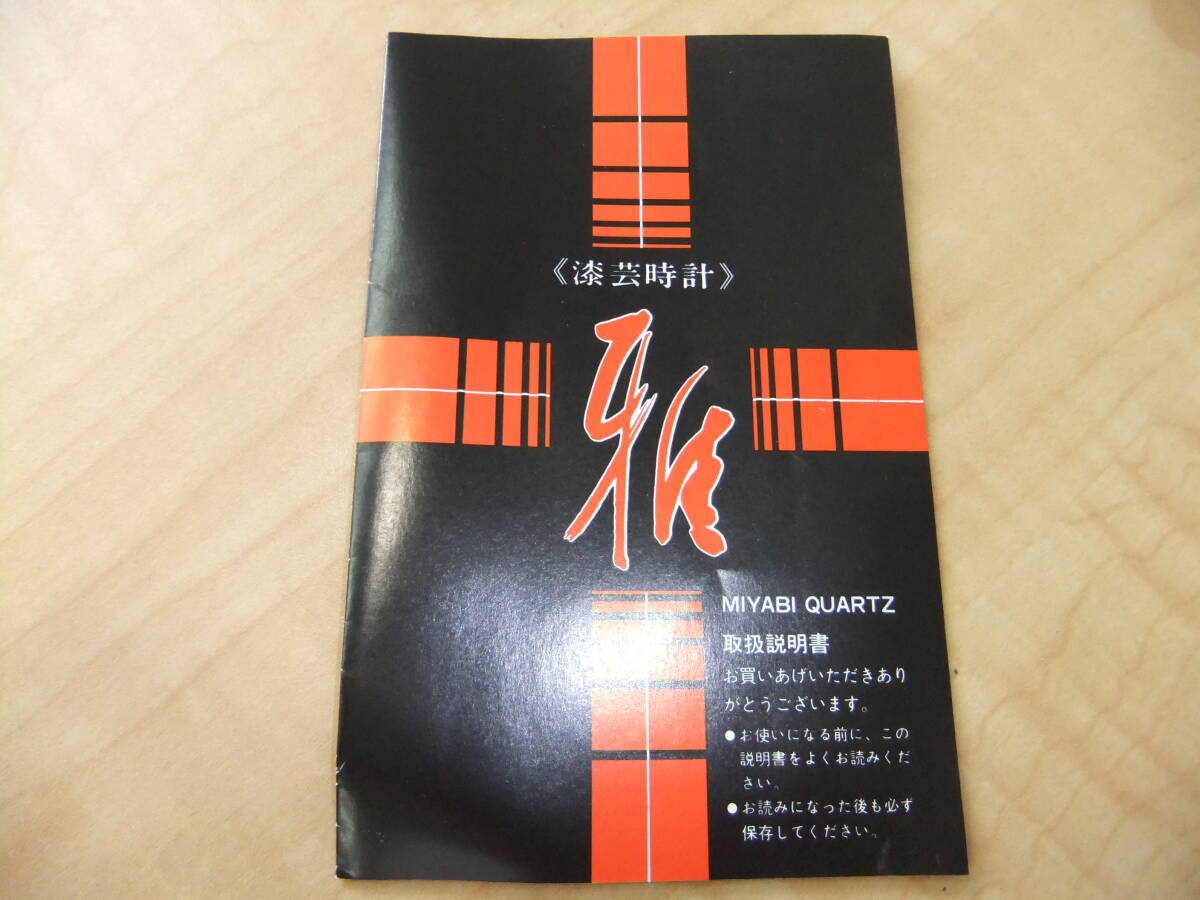 《漆芸時計》
雅
MIYABI QUARTZ
取扱説明書
お買いあげいただきあり
がとうございます。
●お使いになる前に、この
説明書をよくお読みくだ
さい。
●お読みになった後も必ず
保存してください。